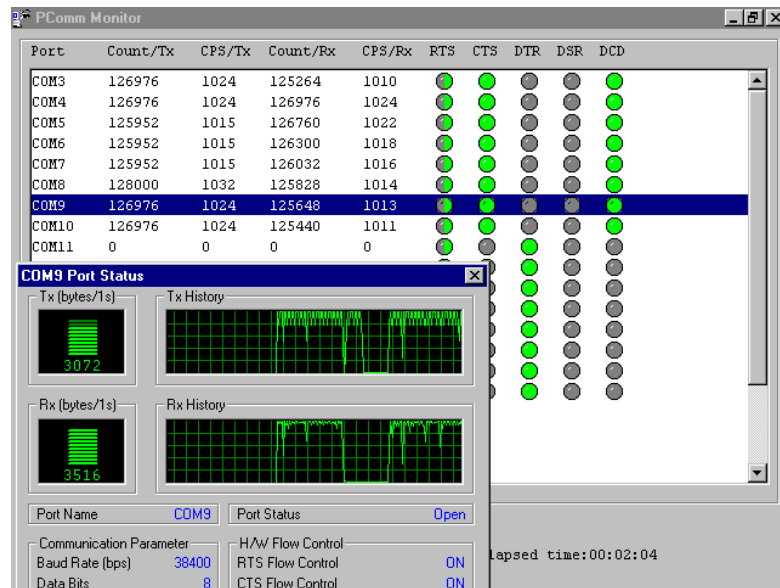 PComm Monitor
Port Count/Tx CPS/Tx Count/Rx CPS/Rx RTS CTS DTR DSR DCD
COM3 126976 1024 125264 1010
COM4 126976 1024 126976 1024
COM5 125952 1015 126760 1022
COM6 125952 1015 126300 1018
COM7 125952 1015 126032 1016
COM8 128000 1032 125828 1014
COM9 126976 1024 125648 1013
COM10 126976 1024 125440 1011
COM11 0 0 0 0
COM9 Port Status
Tx (bytes/1s) Tx History
3072
Rx (bytes/1s) Rx History
3516
Port Name COM9 Port Status Open
Communication Parameter H/W Flow Control
Baud Rate (bps) 38400 RTS Flow Control ON
Data Bits 8 CTS Flow Control ON
lapsed time:00:02:04